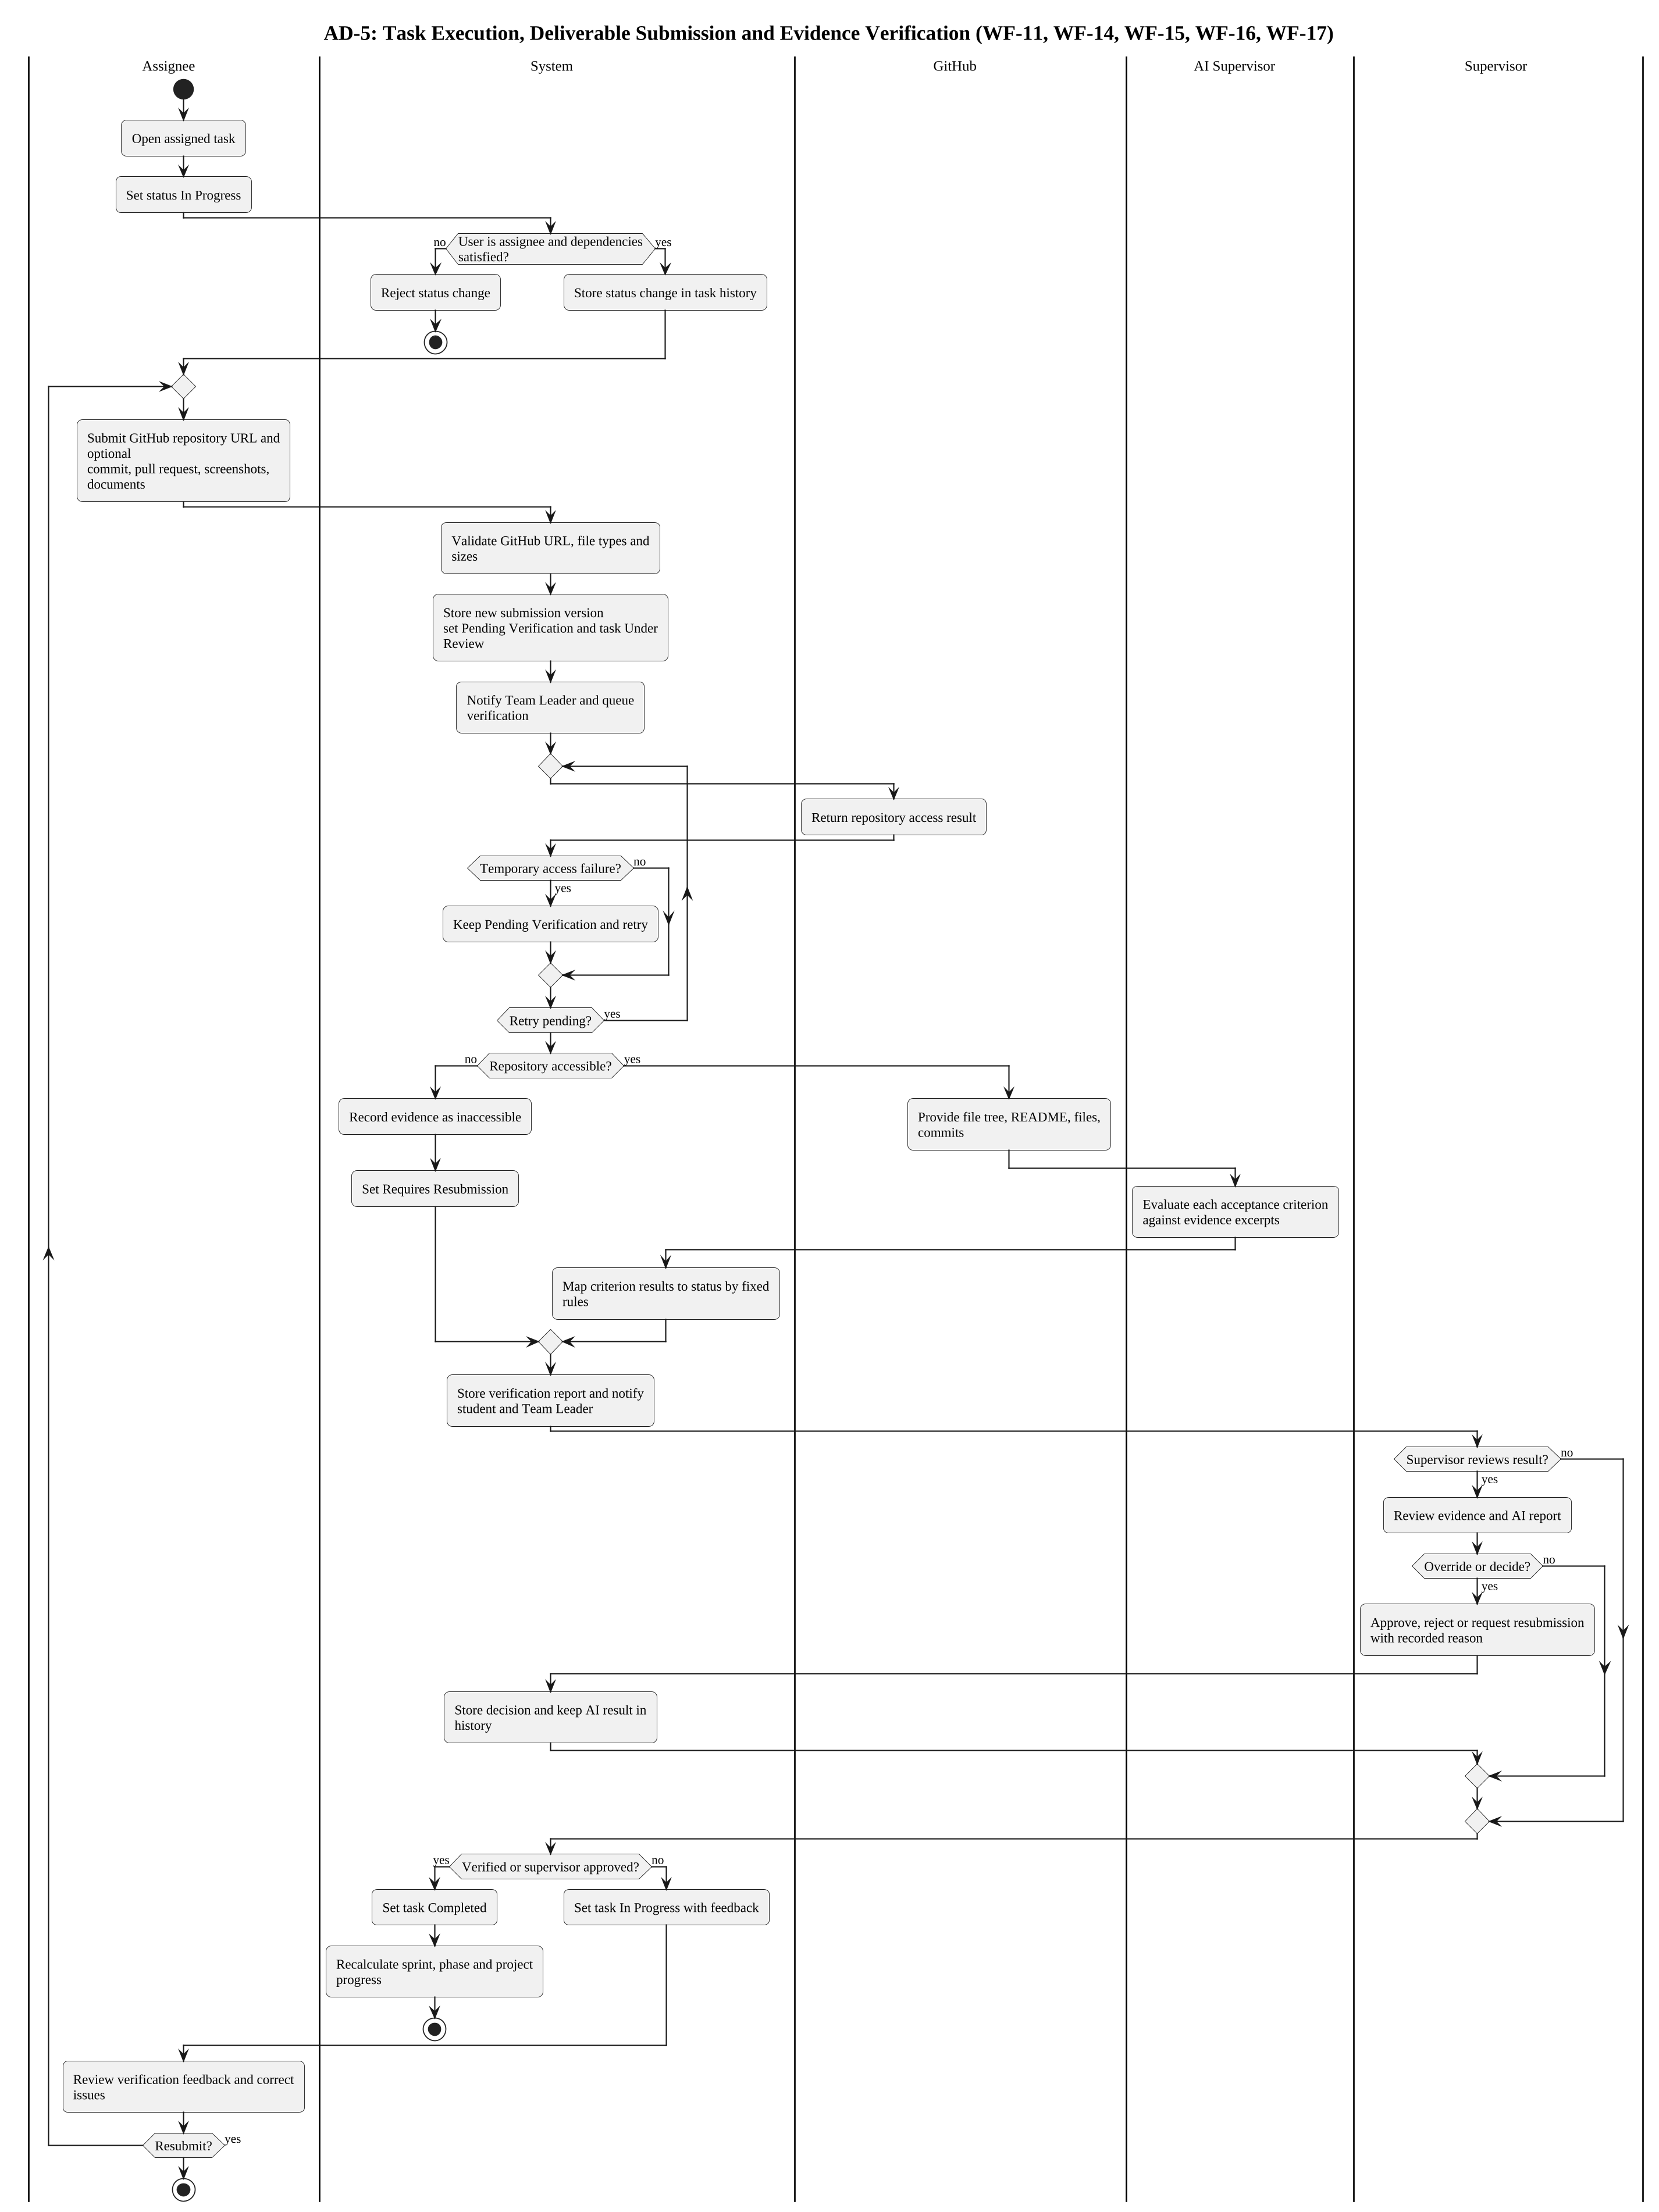 AD-5: Task Execution, Deliverable Submission and Evidence Verification (WF-11, WF-14, WF-15, WF-16, WF-17)
Assignee
System
GitHub
AI Supervisor
Supervisor
Open assigned task
Set status In Progress
no
User is assignee and dependencies
satisfied?
yes
Reject status change
Store status change in task history
Submit GitHub repository URL and
optional
commit, pull request, screenshots,
documents
Validate GitHub URL, file types and
sizes
Store new submission version
set Pending Verification and task Under
Review
Notify Team Leader and queue
verification
Return repository access result
Temporary access failure?
no
yes
Keep Pending Verification and retry
Retry pending?
yes
no
Repository accessible?
yes
Record evidence as inaccessible
Provide file tree, README, files,
commits
Set Requires Resubmission
Evaluate each acceptance criterion
against evidence excerpts
Map criterion results to status by fixed
rules
Store verification report and notify
student and Team Leader
Supervisor reviews result?
no
yes
Review evidence and AI report
Override or decide?
no
yes
Approve, reject or request resubmission
with recorded reason
Store decision and keep AI result in
history
yes
Verified or supervisor approved?
no
Set task Completed
Set task In Progress with feedback
Recalculate sprint, phase and project
progress
Review verification feedback and correct
issues
Resubmit?
yes